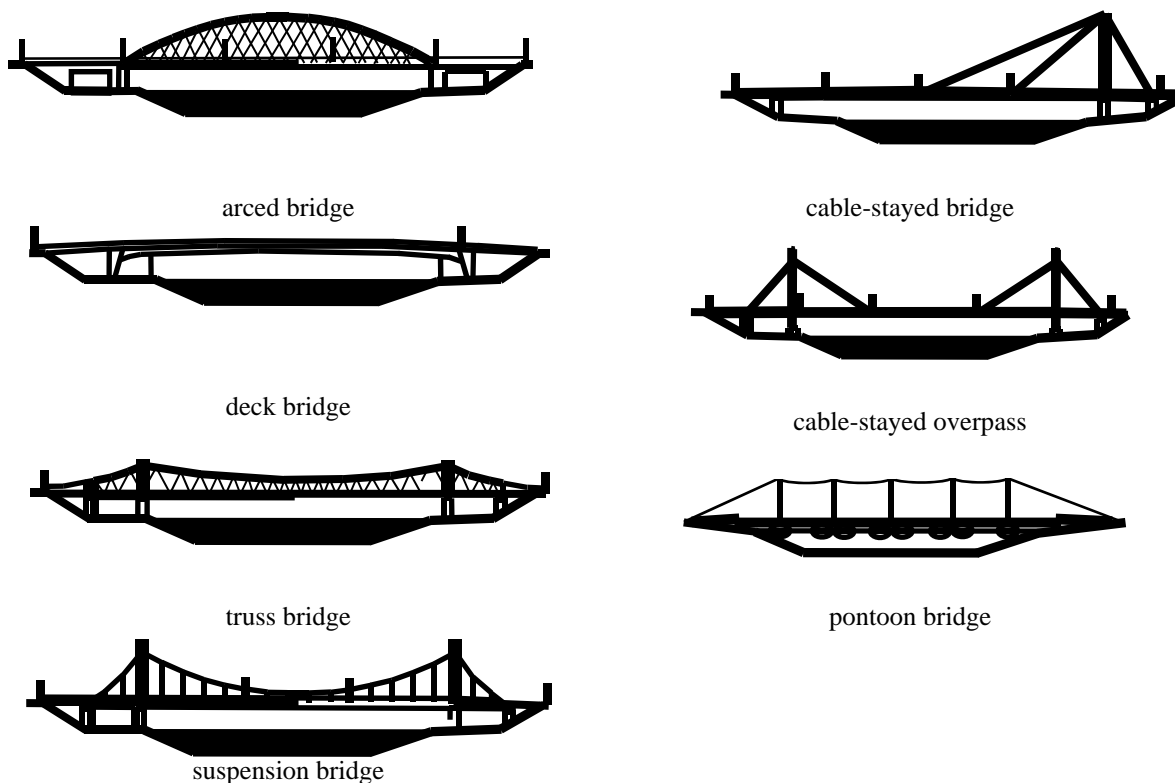 arced bridge
cable-stayed bridge
deck bridge
cable-stayed overpass
truss bridge
pontoon bridge
suspension bridge